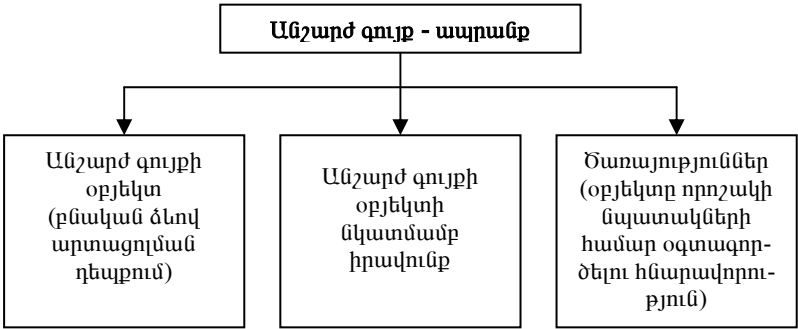 Անշարժ գույք - ապրանք
Անշարժ գույքի
օբյեկտ
(բնական ձևով
արտացոլման
դեպքում)
Անշարժ գույքի
օբյեկտի
նկատմամբ
իրավունք
Ծառայություններ
(օբյեկտը որոշակի
նպատակների
համար օգտագոր-
ծելու հնարավորու-
թյուն)